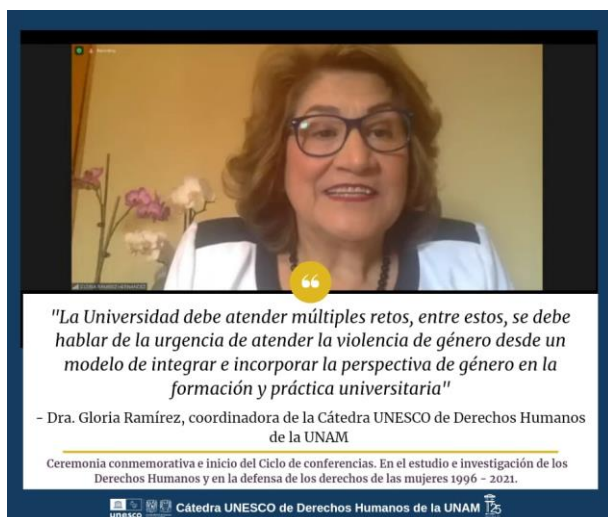 "La Universidad debe atender múltiples retos, entre estos, se debe
hablar de la urgencia de atender la violencia de género desde un
modelo de integrar e incorporar la perspectiva de género en la
formación y práctica universitaria"
- Dra. Gloria Ramírez, coordinadora de la Cátedra UNESCO de Derechos Humanos
de la UNAM
Ceremonia conmemorativa e inicio del Ciclo de conferencias. En el estudio e investigación de los
Derechos Humanos y en la defensa de los derechos de las mujeres 1996 - 2021.
unesco Cátedra UNESCO de Derechos Humanos de la UNAM